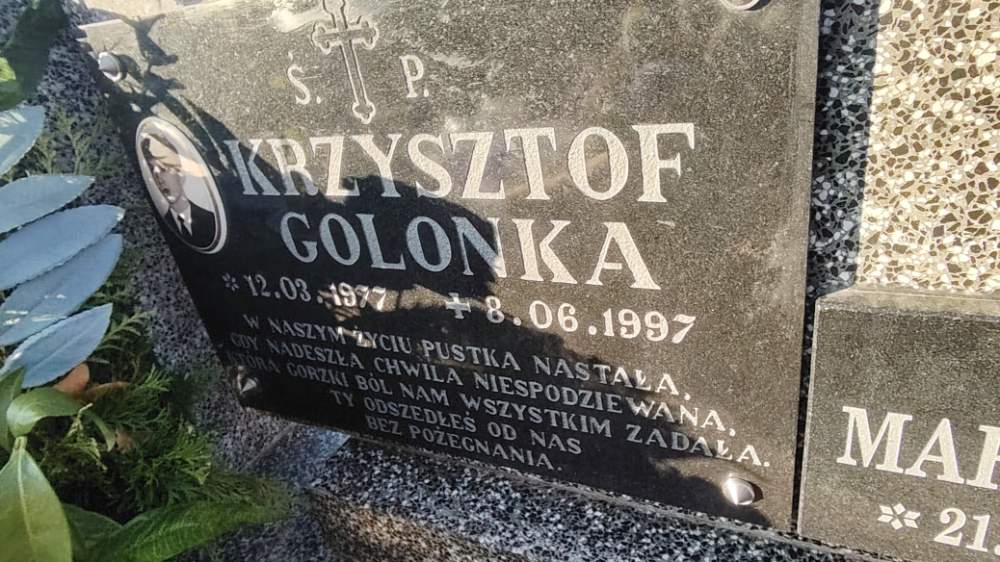 Ś. P.
KRZYSZTOF
GOLONKA
* 12.03.1977 + 8.06.1997
W NASZYM ŻYCIU PUSTKA NASTAŁA,
GDY NADESZŁA CHWILA NIESPODZIEWANA,
KTÓRA GORZKI BÓL NAM WSZYSTKIM ZADAŁA.
TY ODSZEDŁEŚ OD NAS
BEZ POŻEGNANIA.
* 21.